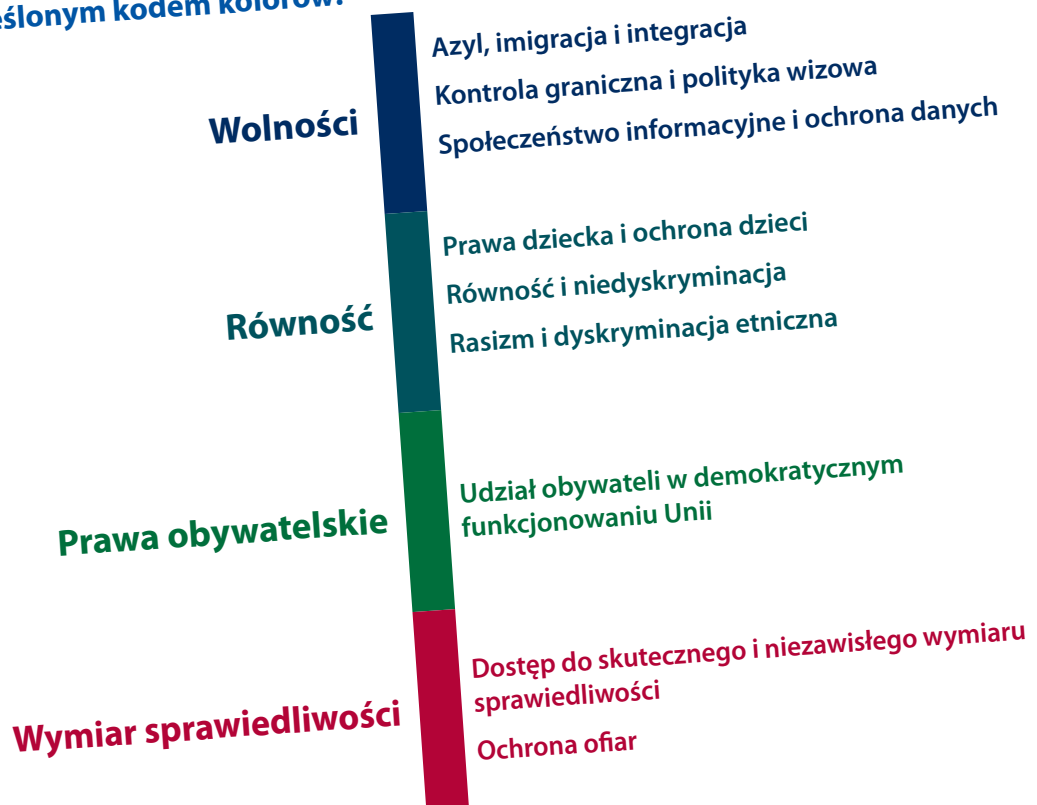 kodem kolorów:
Wolności
Azyl, imigracja i integracja
Kontrola graniczna i polityka wizowa
Społeczeństwo informacyjne i ochrona danych
Równość
Prawa dziecka i ochrona dzieci
Równość i niedyskryminacja
Rasizm i dyskryminacja etniczna
Prawa obywatelskie
Udział obywateli w demokratycznym
funkcjonowaniu Unii
Wymiar sprawiedliwości
Dostęp do skutecznego i niezawisłego wymiaru
sprawiedliwości
Ochrona ofiar